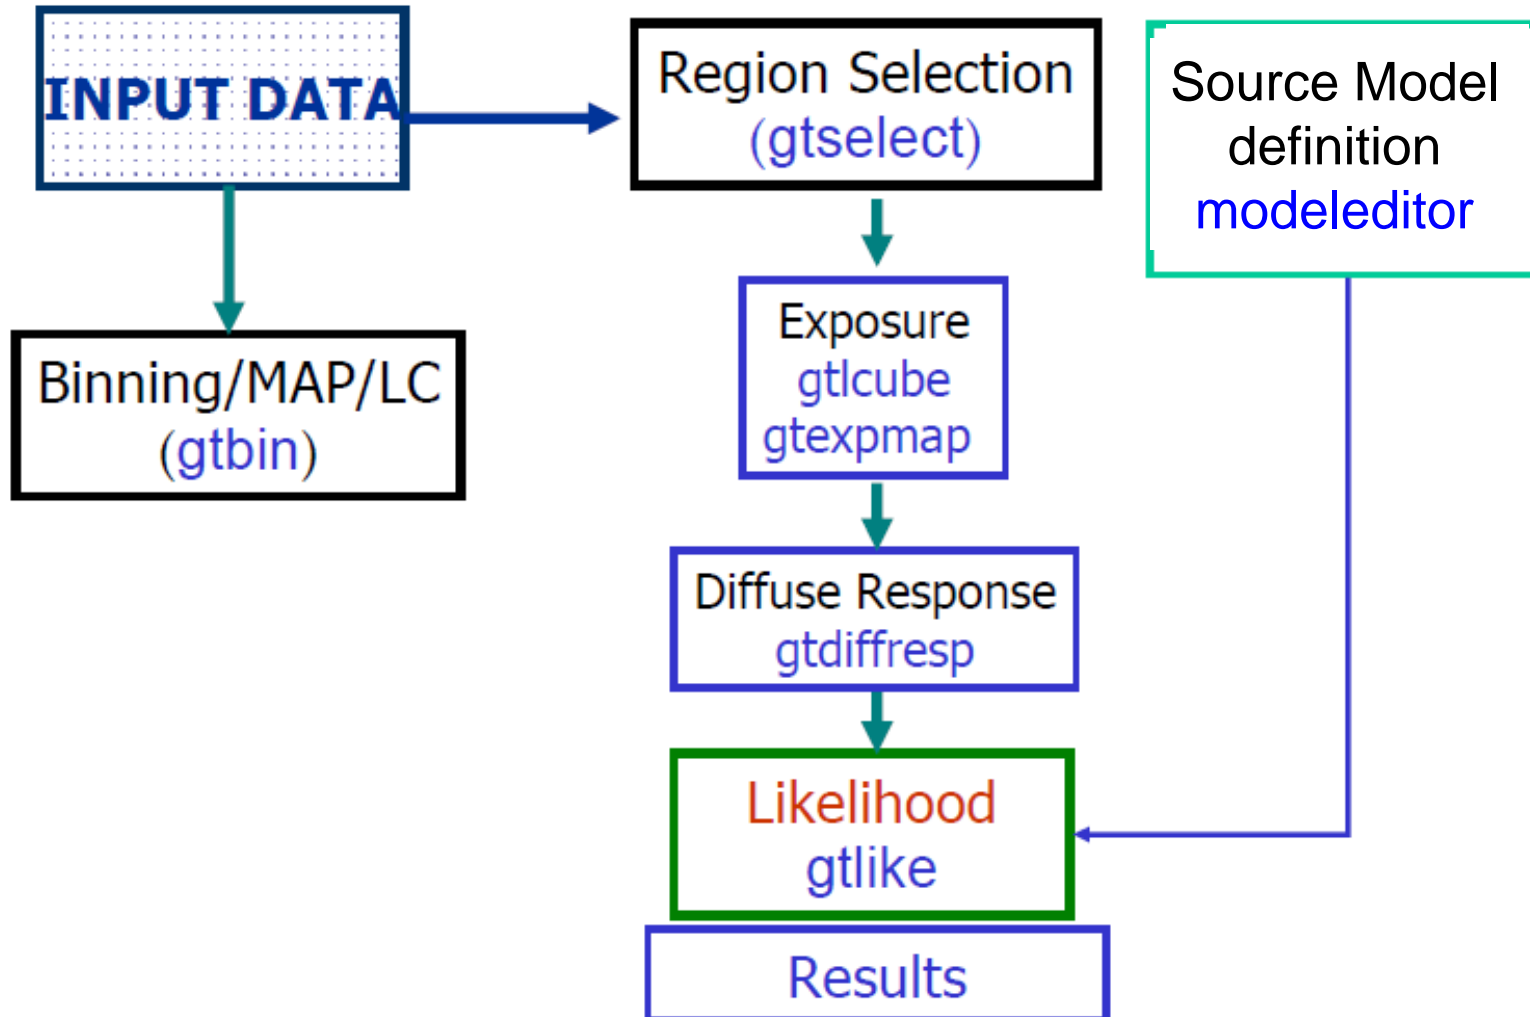 INPUT DATA
Region Selection
(gtselect)
Source Model
definition
modeleditor
Binning/MAP/LC
(gtbin)
Exposure
gtlcube
gtexpmap
Diffuse Response
gtdiffresp
Likelihood
gtlike
Results